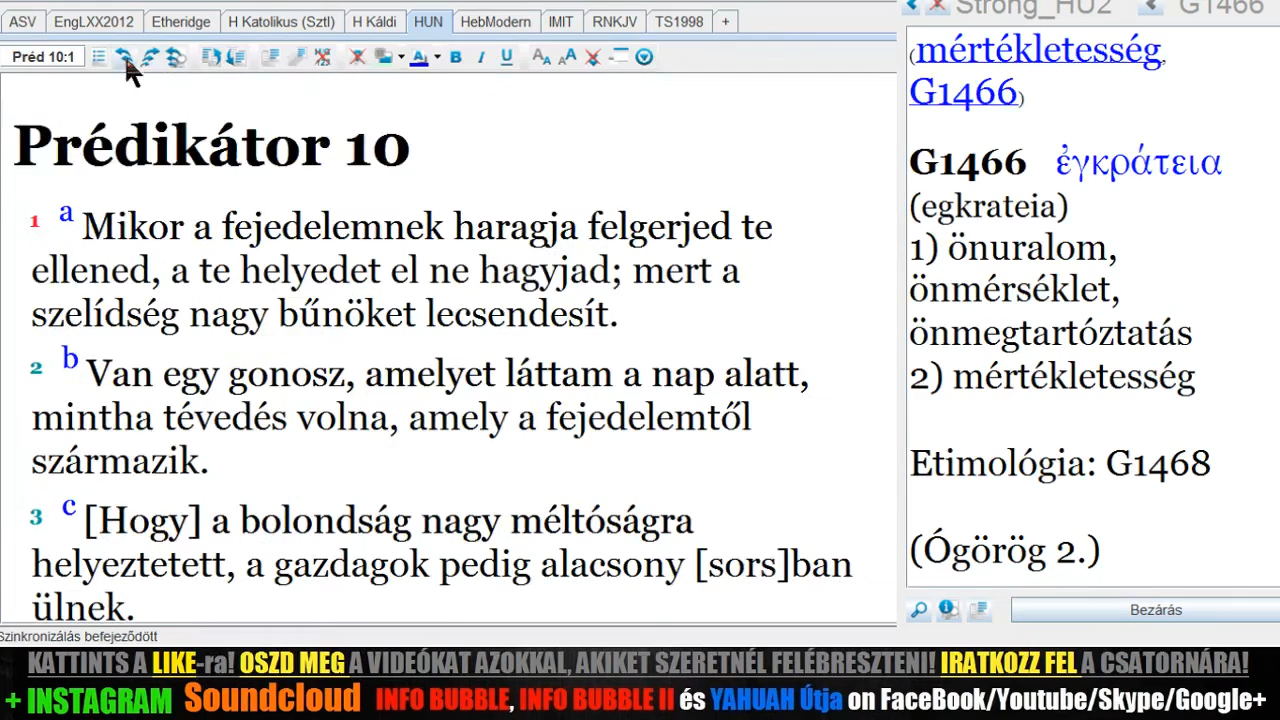 ASV EngLXX2012 Etheridge H Katolikus (Sztl) H Káldi HUN HebModern IMIT RNKJV TS1998 +
Strong_HU2 G1466
Préd 10:1
Prédikátor 10
1 a Mikor a fejedelemnek haragja felgerjed te
ellened, a te helyedet el ne hagyjad; mert a
szelídség nagy bűnöket lecsendesít.
2 b Van egy gonosz, amelyet láttam a nap alatt,
mintha tévedés volna, amely a fejedelemtől
származik.
3 c [Hogy] a bolondság nagy méltóságra
helyeztetett, a gazdagok pedig alacsony [sors]ban
ülnek.
(mértékletesség,
G1466)
G1466 ἐγκράτεια
(egkrateia)
1) önuralom,
önmérséklet,
önmegtartóztatás
2) mértékletesség
Etimológia: G1468
(Ógörög 2.)
Bezárás
Szinkronizálás befejeződött
KATTINTS A LIKE-ra! OSZD MEG A VIDEÓKAT AZOKKAL, AKIKET SZERETNÉL FELÉBRESZTENI! IRATKOZZ FEL A CSATORNÁRA!
+ INSTAGRAM Soundcloud INFO BUBBLE, INFO BUBBLE II és YAHUAH Útja on FaceBook/Youtube/Skype/Google+